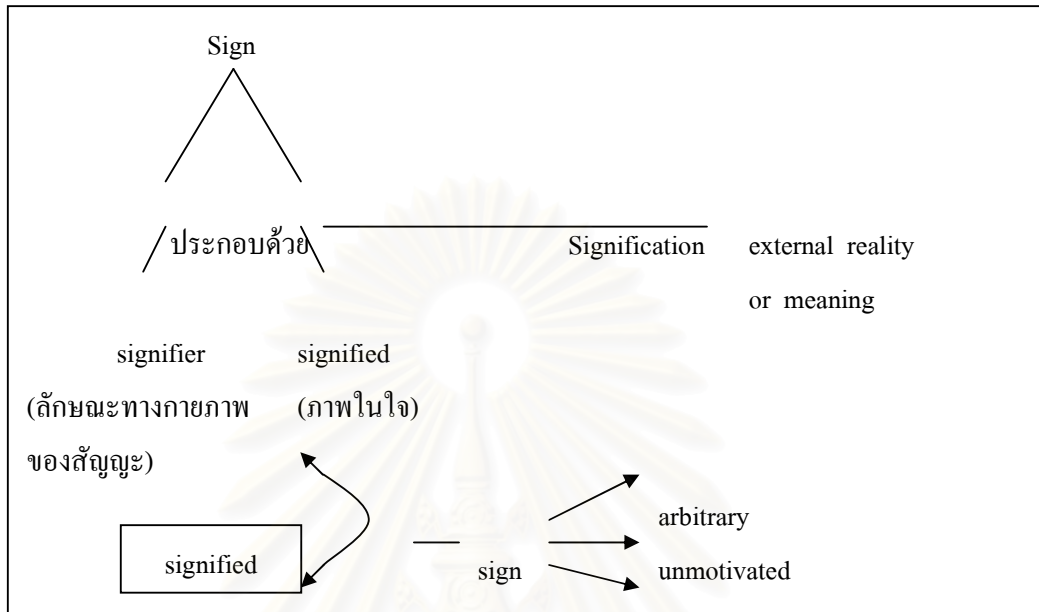 Sign
ประกอบด้วย Signification external reality
or meaning
signifier signified
(ลักษณะทางกายภาพ (ภาพในใจ)
ของสัญญะ)
arbitrary
signified sign unmotivated